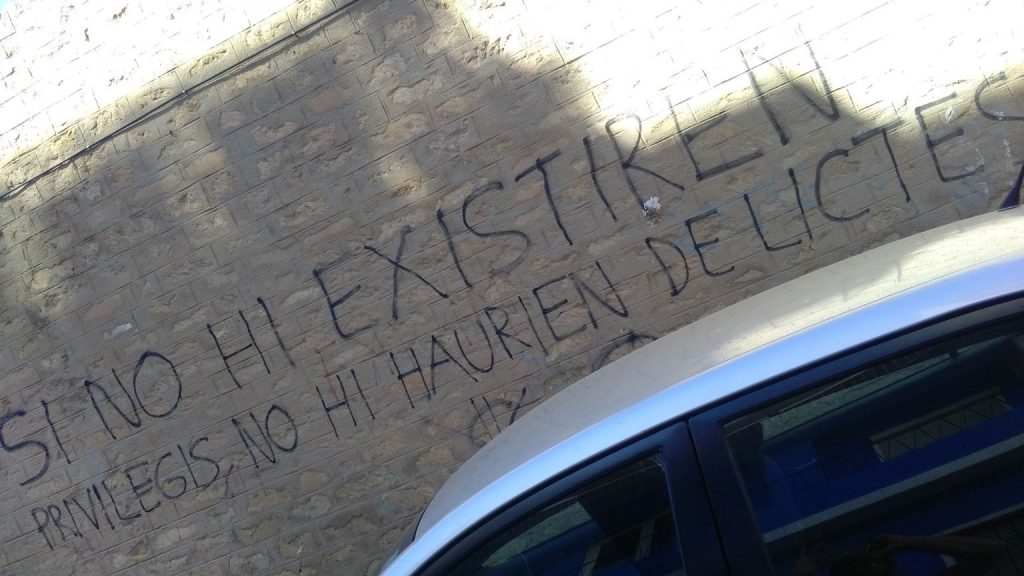 SI NO HI EXISTIREN
PRIVILEGIS, NO HI HAURIEN DELICTES